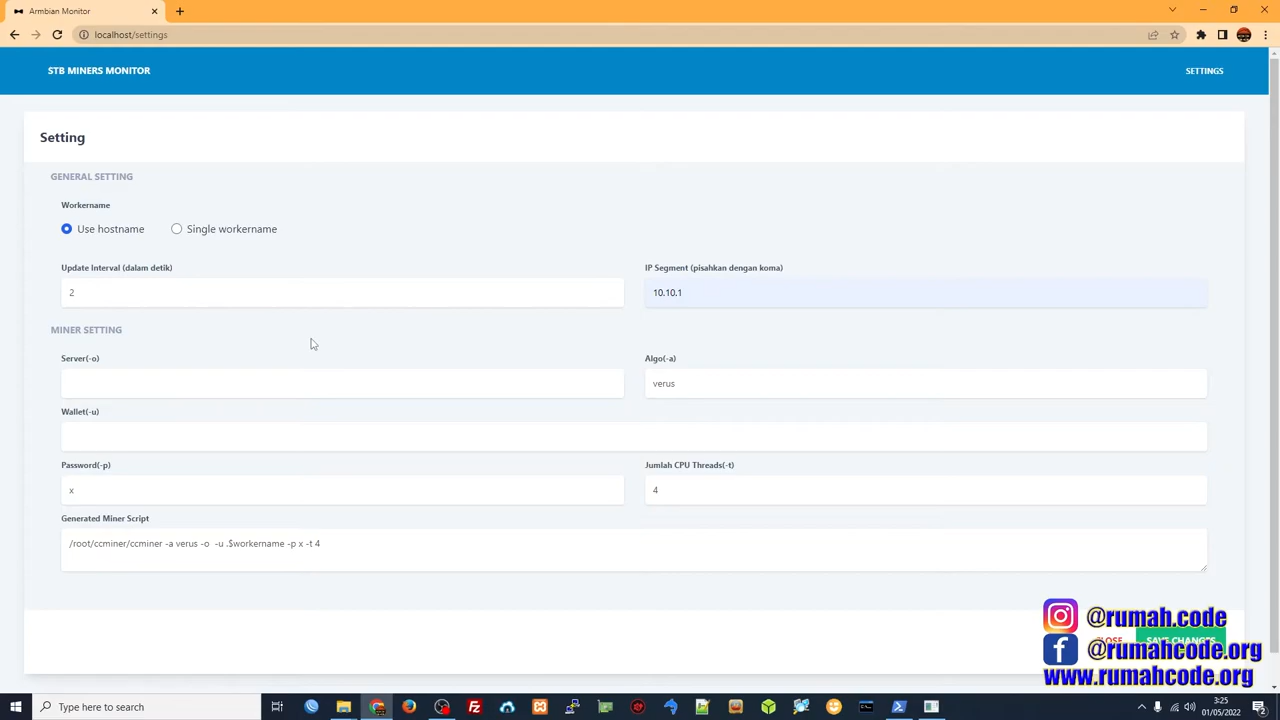 Armbian Monitor
localhost/settings
STB MINERS MONITOR
SETTINGS
Setting
GENERAL SETTING
Workername
Use hostname
Single workername
Update Interval (dalam detik)
IP Segment (pisahkan dengan koma)
2
10.10.1
MINER SETTING
Server(-o)
Algo(-a)
verus
Wallet(-u)
Password(-p)
Jumlah CPU Threads(-t)
x
4
Generated Miner Script
/root/ccminer/ccminer -a verus -o  -u .$workername -p x -t 4
@rumah.code
CLOSE
SAVE CHANGES
@rumahcode.org
www.rumahcode.org
Type here to search
3:25
01/05/2022